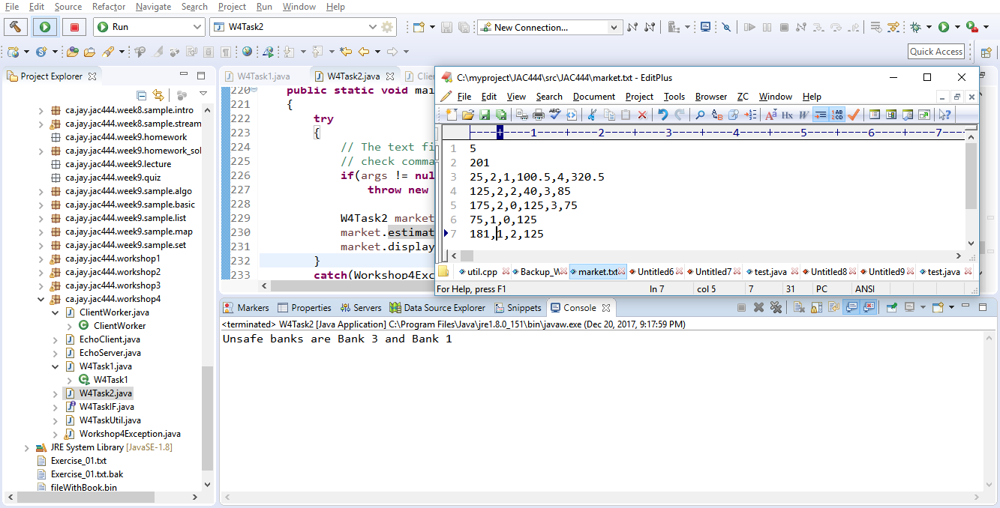 File Edit Source Refactor Navigate Search Project Run Window Help
Run W4Task2 New Connection...
Quick Access
Project Explorer
ca.jay.jac444.week8.sample.intro
ca.jay.jac444.week8.sample.stream
ca.jay.jac444.week9.homework
ca.jay.jac444.week9.homework_sol
ca.jay.jac444.week9.lecture
ca.jay.jac444.week9.quiz
ca.jay.jac444.week9.sample.algo
ca.jay.jac444.week9.sample.basic
ca.jay.jac444.week9.sample.list
ca.jay.jac444.week9.sample.map
ca.jay.jac444.week9.sample.set
ca.jay.jac444.workshop1
ca.jay.jac444.workshop2
ca.jay.jac444.workshop3
ca.jay.jac444.workshop4
ClientWorker.java
ClientWorker
EchoClient.java
EchoServer.java
W4Task1.java
W4Task1
W4Task2.java
W4TaskIF.java
W4TaskUtil.java
Workshop4Exception.java
JRE System Library [JavaSE-1.8]
Exercise_01.txt
Exercise_01.txt.bak
fileWithBook.bin
W4Task1.java W4Task2.java Clie
220 public static void mai
221 {
222 try
223 {
224 // The text fi
225 // check comma
226 if(args != nul
227 throw new
228
229 W4Task2 market
230 market.estimat
231 market.display
232 }
233 catch(Workshop4Exce
C:\myproject\JAC444\src\JAC444\market.txt - EditPlus
File Edit View Search Document Project Tools Browser ZC Window Help
----+----1----+----2----+----3----+----4----+----5----+----6----+----7--
1 5
2 201
3 25,2,1,100.5,4,320.5
4 125,2,2,40,3,85
5 175,2,0,125,3,75
6 75,1,0,125
7 181,1,2,125
util.cpp Backup_W market.txt Untitled6 Untitled7 test.java Untitled8 Untitled9 test.java
For Help, press F1 ln 7 col 5 7 31 PC ANSI
Markers Properties Servers Data Source Explorer Snippets Console
<terminated> W4Task2 [Java Application] C:\Program Files\Java\jre1.8.0_151\bin\javaw.exe (Dec 20, 2017, 9:17:59 PM)
Unsafe banks are Bank 3 and Bank 1